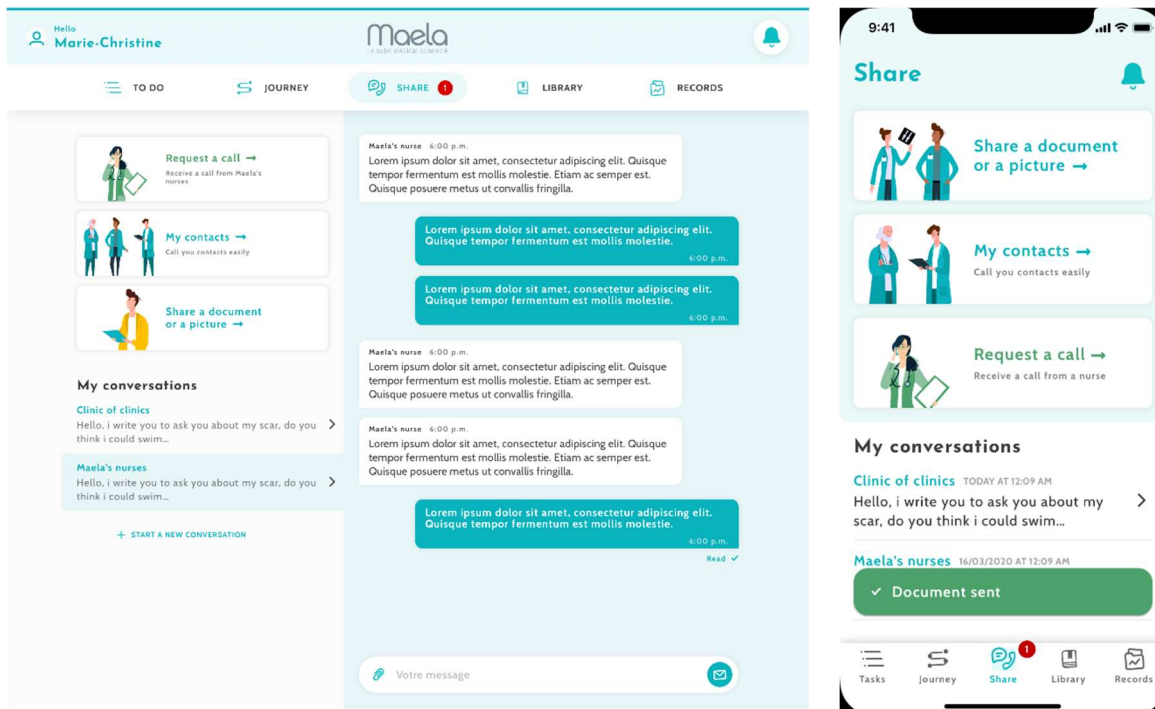 Hello
Marie-Christine
Maela
TO DO
JOURNEY
SHARE 1
LIBRARY
RECORDS
Request a call →
Receive a call from Maela's
nurses
My contacts →
Call you contacts easily
Share a document
or a picture →
My conversations
Clinic of clinics
Hello, i write you to ask you about my scar, do you
think i could swim...
Maela's nurses
Hello, i write you to ask you about my scar, do you
think i could swim...
+ START A NEW CONVERSATION
Maela's nurse 6:00 p.m.
Lorem ipsum dolor sit amet, consectetur adipiscing elit. Quisque
tempor fermentum est mollis molestie. Etiam ac semper est.
Quisque posuere metus ut convallis fringilla.
Lorem ipsum dolor sit amet, consectetur adipiscing elit.
Quisque tempor fermentum est mollis molestie.
6:00 p.m.
Lorem ipsum dolor sit amet, consectetur adipiscing elit.
Quisque tempor fermentum est mollis molestie.
6:00 p.m.
Maela's nurse 6:00 p.m.
Lorem ipsum dolor sit amet, consectetur adipiscing elit. Quisque
tempor fermentum est mollis molestie. Etiam ac semper est.
Quisque posuere metus ut convallis fringilla.
Maela's nurse 6:00 p.m.
Lorem ipsum dolor sit amet, consectetur adipiscing elit. Quisque
tempor fermentum est mollis molestie. Etiam ac semper est.
Quisque posuere metus ut convallis fringilla.
Lorem ipsum dolor sit amet, consectetur adipiscing elit.
Quisque tempor fermentum est mollis molestie.
6:00 p.m.
Read ✓
Votre message
9:41
Share
Share a document
or a picture →
My contacts →
Call you contacts easily
Request a call →
Receive a call from a nurse
My conversations
Clinic of clinics TODAY AT 12:09 AM
Hello, i write you to ask you about my
scar, do you think i could swim...
Maela's nurses 16/03/2020 AT 12:09 AM
✓ Document sent
1
Tasks
Journey
Share
Library
Records